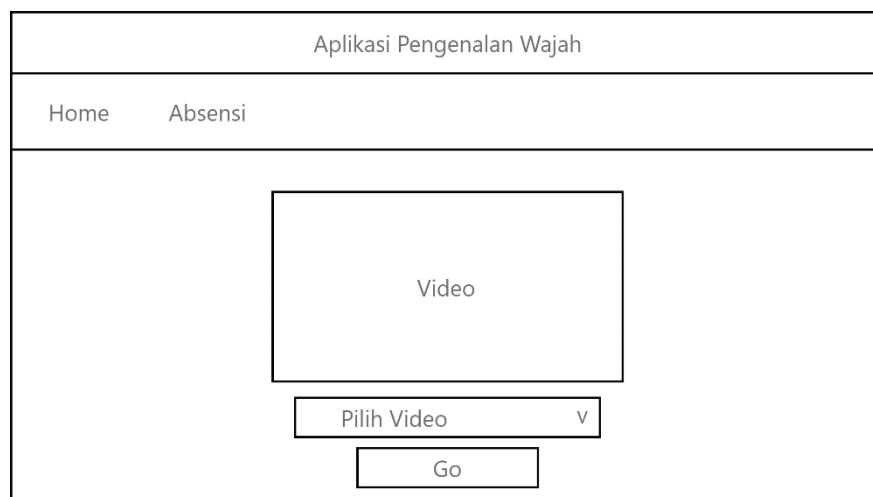 Aplikasi Pengenalan Wajah
Home Absensi
Video
Pilih Video v
Go